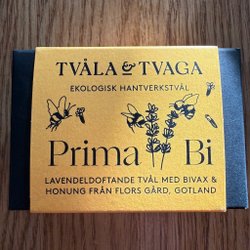 TVÅLA & TVAGA
EKOLOGISK HANTVERKSTVÅL
Prima Bi
LAVENDELDOFTANDE TVÅL MED BIVAX &
HONUNG FRÅN FLORS GÅRD, GOTLAND